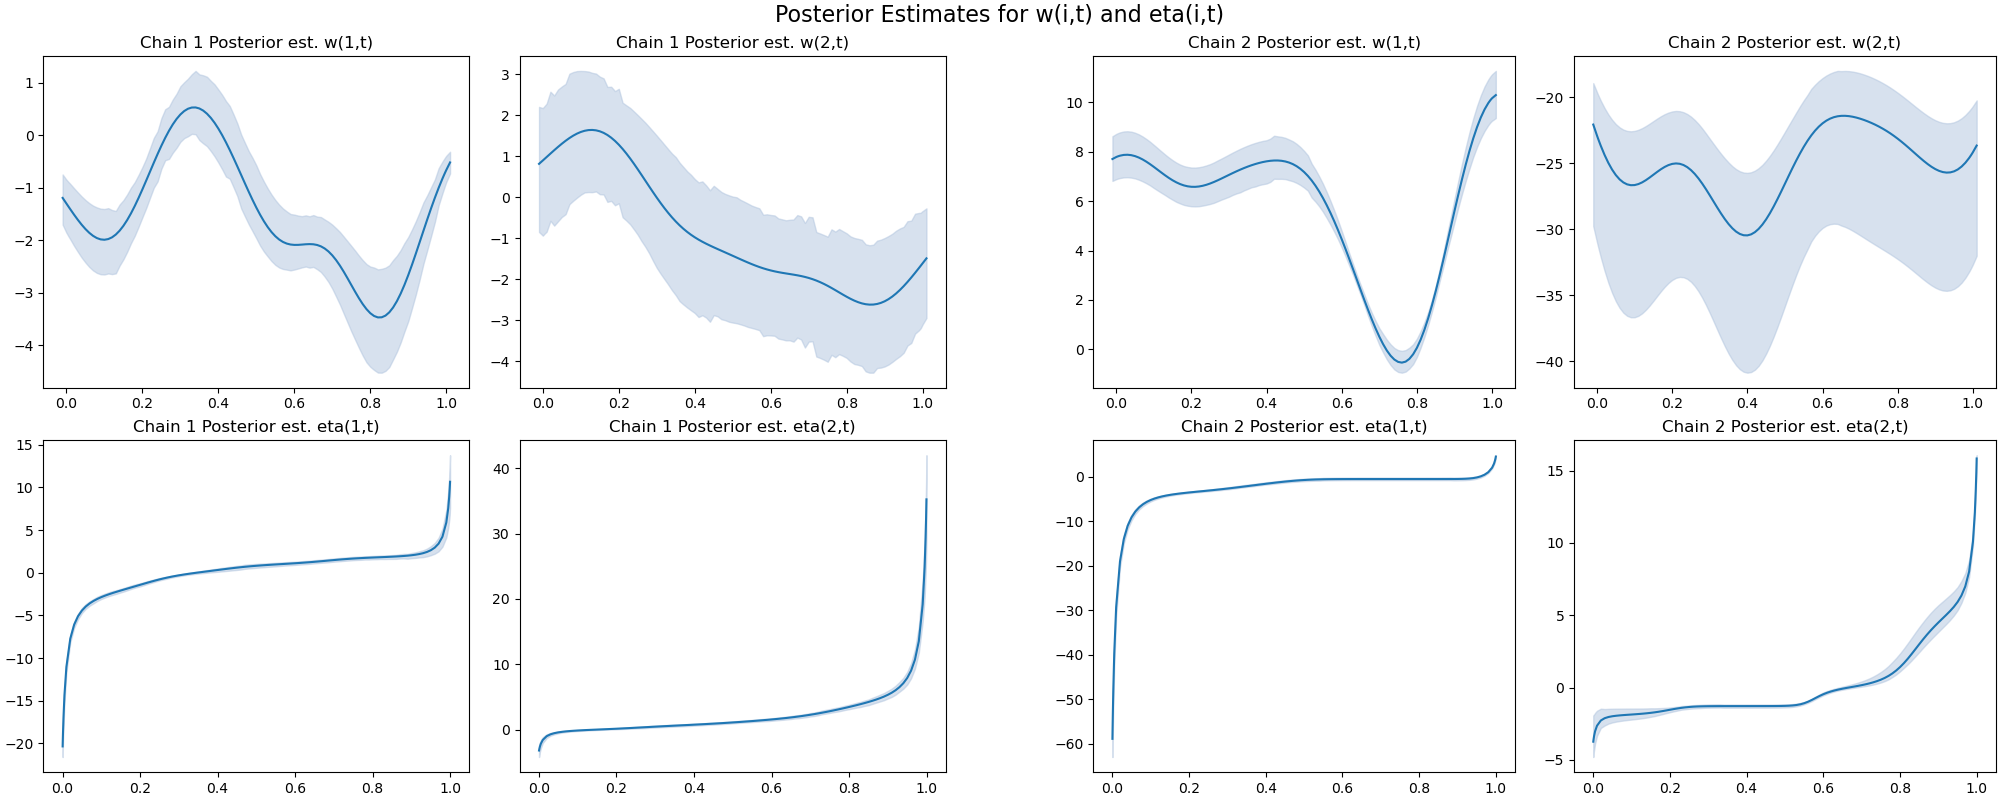 Posterior Estimates for w(i,t) and eta(i,t)
Chain 1 Posterior est. w(1,t)
1
0
−1
−2
−3
−4
0.0 0.2 0.4 0.6 0.8 1.0
Chain 1 Posterior est. w(2,t)
3
2
1
0
−1
−2
−3
−4
0.0 0.2 0.4 0.6 0.8 1.0
Chain 2 Posterior est. w(1,t)
10
8
6
4
2
0
0.0 0.2 0.4 0.6 0.8 1.0
Chain 2 Posterior est. w(2,t)
−20
−25
−30
−35
−40
0.0 0.2 0.4 0.6 0.8 1.0
Chain 1 Posterior est. eta(1,t)
15
10
5
0
−5
−10
−15
−20
0.0 0.2 0.4 0.6 0.8 1.0
Chain 1 Posterior est. eta(2,t)
40
30
20
10
0
0.0 0.2 0.4 0.6 0.8 1.0
Chain 2 Posterior est. eta(1,t)
0
−10
−20
−30
−40
−50
−60
0.0 0.2 0.4 0.6 0.8 1.0
Chain 2 Posterior est. eta(2,t)
15
10
5
0
−5
0.0 0.2 0.4 0.6 0.8 1.0